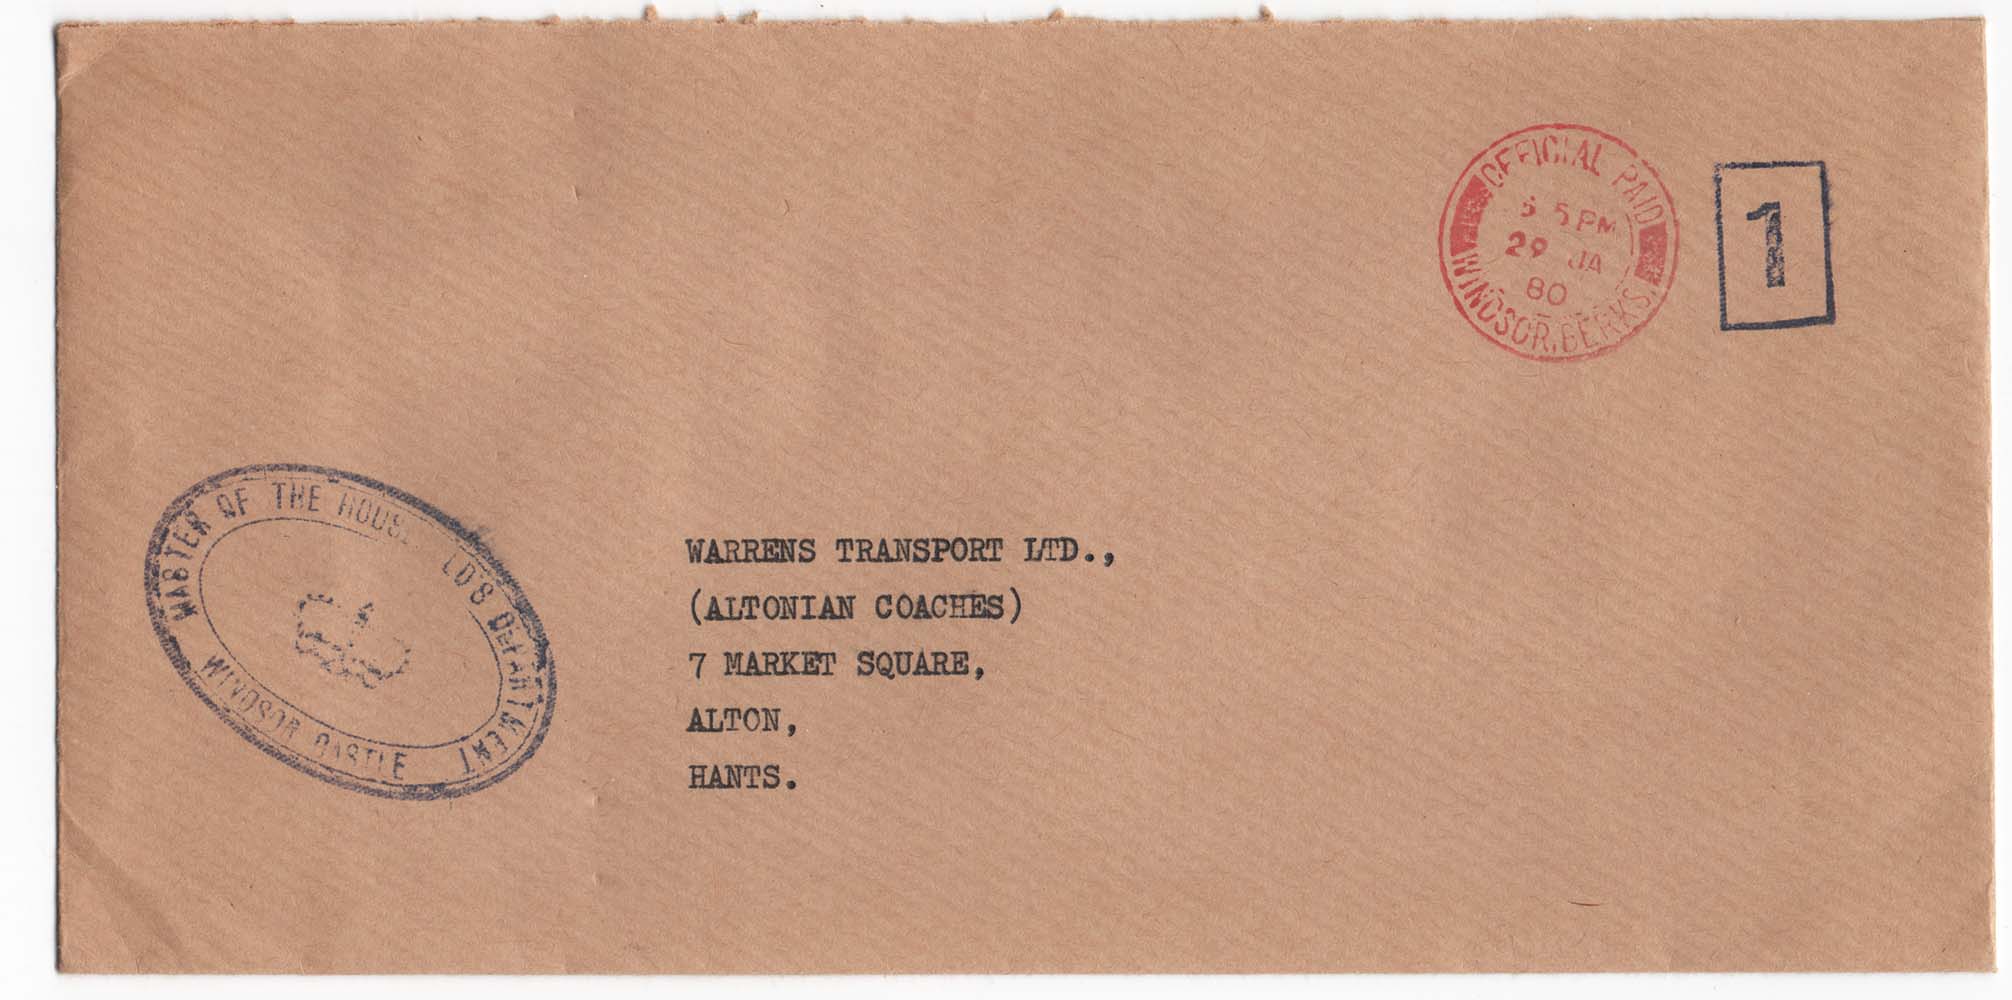 OFFICIAL PAID
5 PM
29 JA
80
WINDSOR, BERKS.
1
MASTER OF THE HOUSEHOLD'S DEPARTMENT
WINDSOR CASTLE
WARRENS TRANSPORT LTD.,
(ALTONIAN COACHES)
7 MARKET SQUARE,
ALTON,
HANTS.